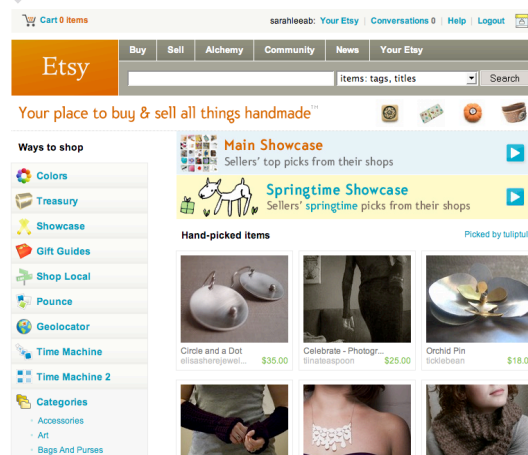 Cart 0 items
sarahleeab: Your Etsy | Conversations 0 | Help | Logout
Buy Sell Alchemy Community News Your Etsy
Etsy
items: tags, titles Search
Your place to buy & sell all things handmade™
Ways to shop
Colors
Treasury
Showcase
Gift Guides
Shop Local
Pounce
Geolocator
Time Machine
Time Machine 2
Categories
Accessories
Art
Bags And Purses
Main Showcase
Sellers' top picks from their shops
Springtime Showcase
Sellers' springtime picks from their shops
Hand-picked items Picked by tuliptul
Circle and a Dot
elisasherejewel... $35.00
Celebrate - Photogr...
$25.00
Orchid Pin
ticklebean $18.0